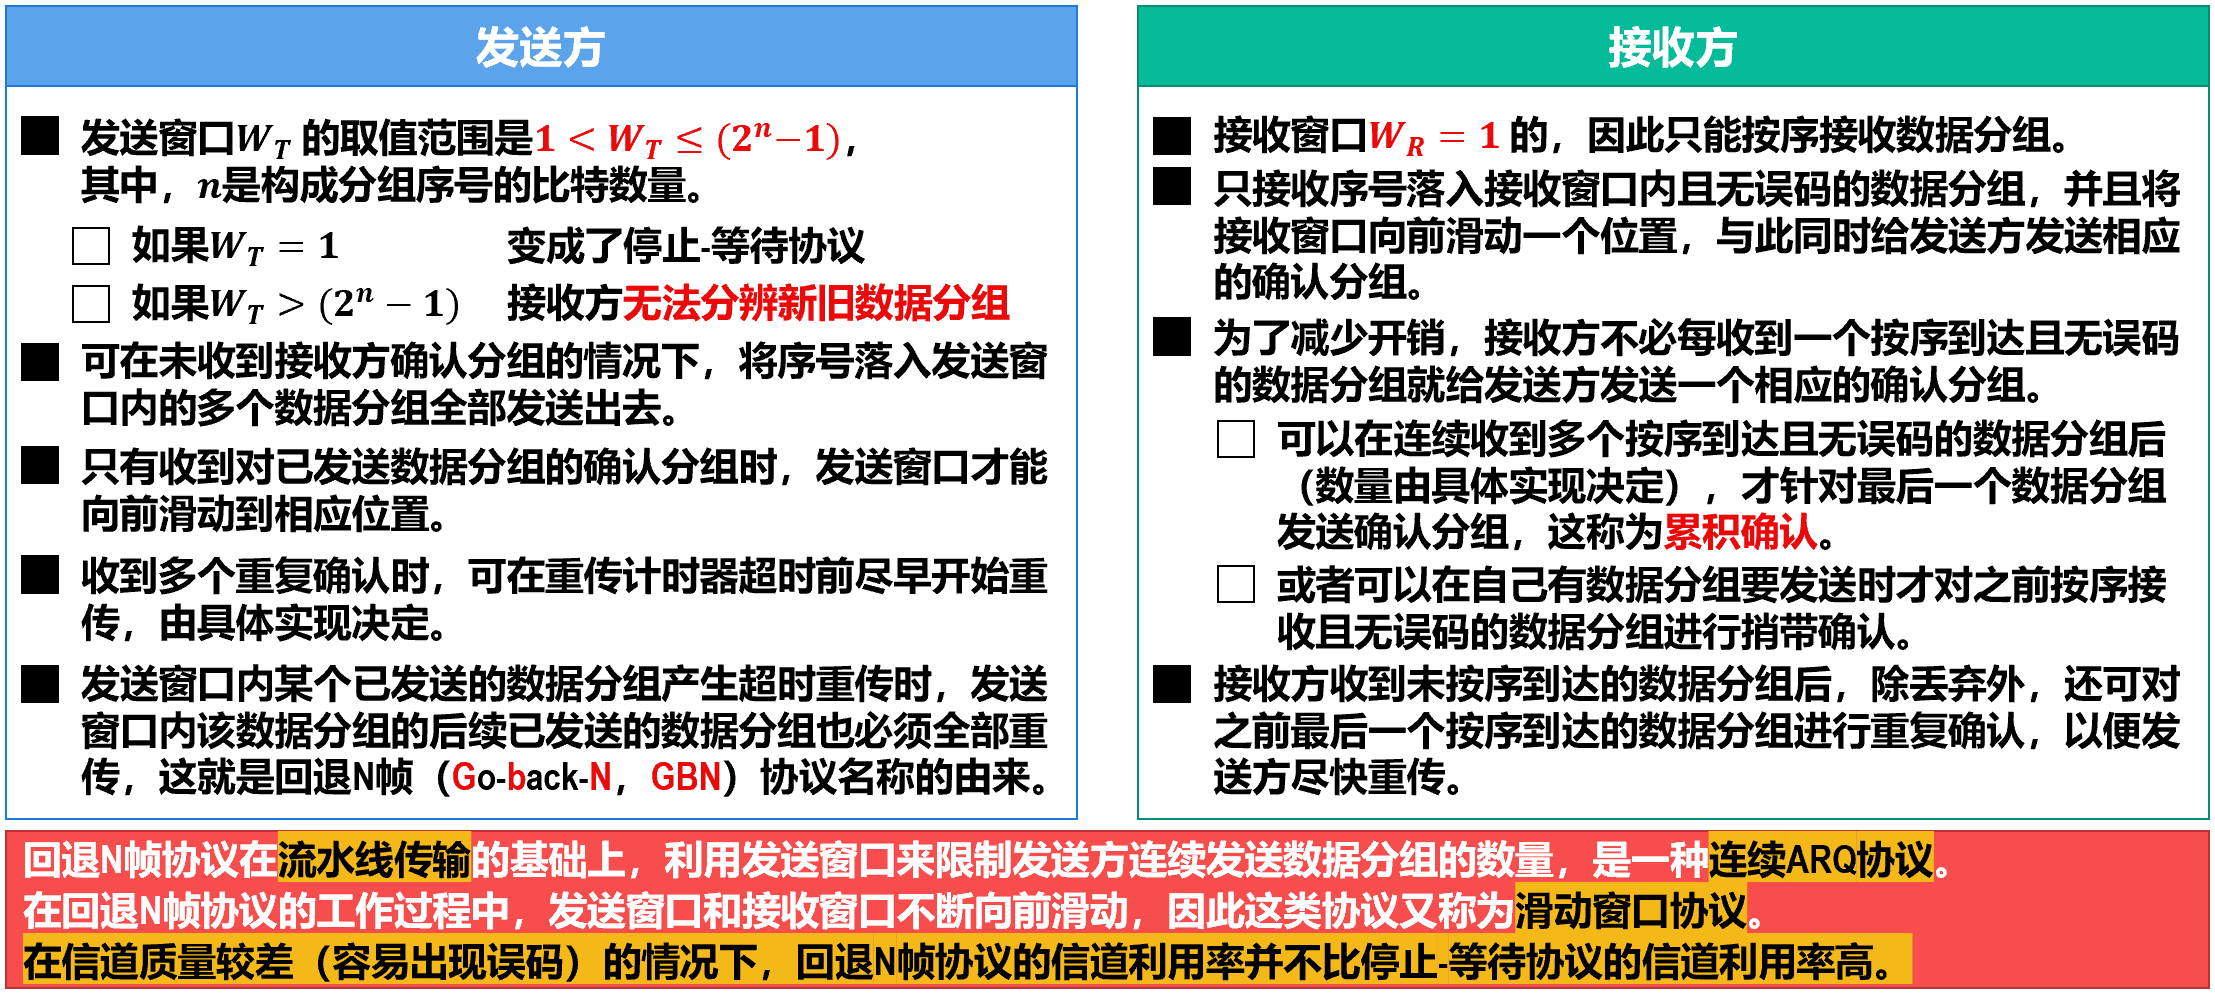 发送方
发送窗口W_T 的取值范围是1 < W_T ≤ (2^n−1)，
其中，n是构成分组序号的比特数量。
如果W_T = 1 变成了停止-等待协议
如果W_T > (2^n − 1) 接收方无法分辨新旧数据分组
可在未收到接收方确认分组的情况下，将序号落入发送窗
口内的多个数据分组全部发送出去。
只有收到对已发送数据分组的确认分组时，发送窗口才能
向前滑动到相应位置。
收到多个重复确认时，可在重传计时器超时前尽早开始重
传，由具体实现决定。
发送窗口内某个已发送的数据分组产生超时重传时，发送
窗口内该数据分组的后续已发送的数据分组也必须全部重
传，这就是回退N帧（Go-back-N，GBN）协议名称的由来。
接收方
接收窗口W_R = 1 的，因此只能按序接收数据分组。
只接收序号落入接收窗口内且无误码的数据分组，并且将
接收窗口向前滑动一个位置，与此同时给发送方发送相应
的确认分组。
为了减少开销，接收方不必每收到一个按序到达且无误码
的数据分组就给发送方发送一个相应的确认分组。
可以在连续收到多个按序到达且无误码的数据分组后
（数量由具体实现决定），才针对最后一个数据分组
发送确认分组，这称为累积确认。
或者可以在自己有数据分组要发送时才对之前按序接
收且无误码的数据分组进行捎带确认。
接收方收到未按序到达的数据分组后，除丢弃外，还可对
之前最后一个按序到达的数据分组进行重复确认，以便发
送方尽快重传。
回退N帧协议在流水线传输的基础上，利用发送窗口来限制发送方连续发送数据分组的数量，是一种连续ARQ协议。
在回退N帧协议的工作过程中，发送窗口和接收窗口不断向前滑动，因此这类协议又称为滑动窗口协议。
在信道质量较差（容易出现误码）的情况下，回退N帧协议的信道利用率并不比停止-等待协议的信道利用率高。